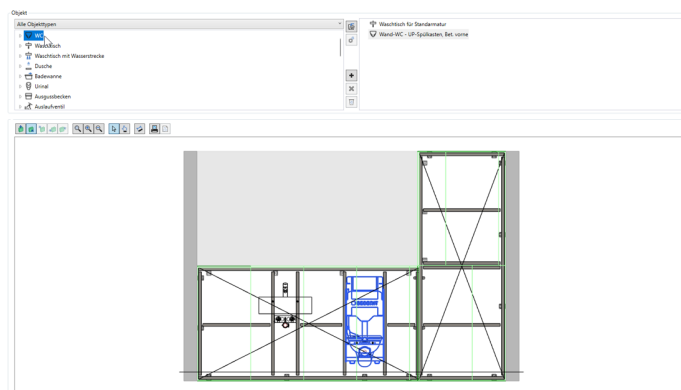 Objekt
Alle Objekttypen
WC
Waschtisch
Waschtisch mit Wasserstrecke
Dusche
Badewanne
Urinal
Ausgussbecken
Auslaufventil
Waschtisch für Standarmatur
Wand-WC - UP-Spülkasten, Bet. vorne